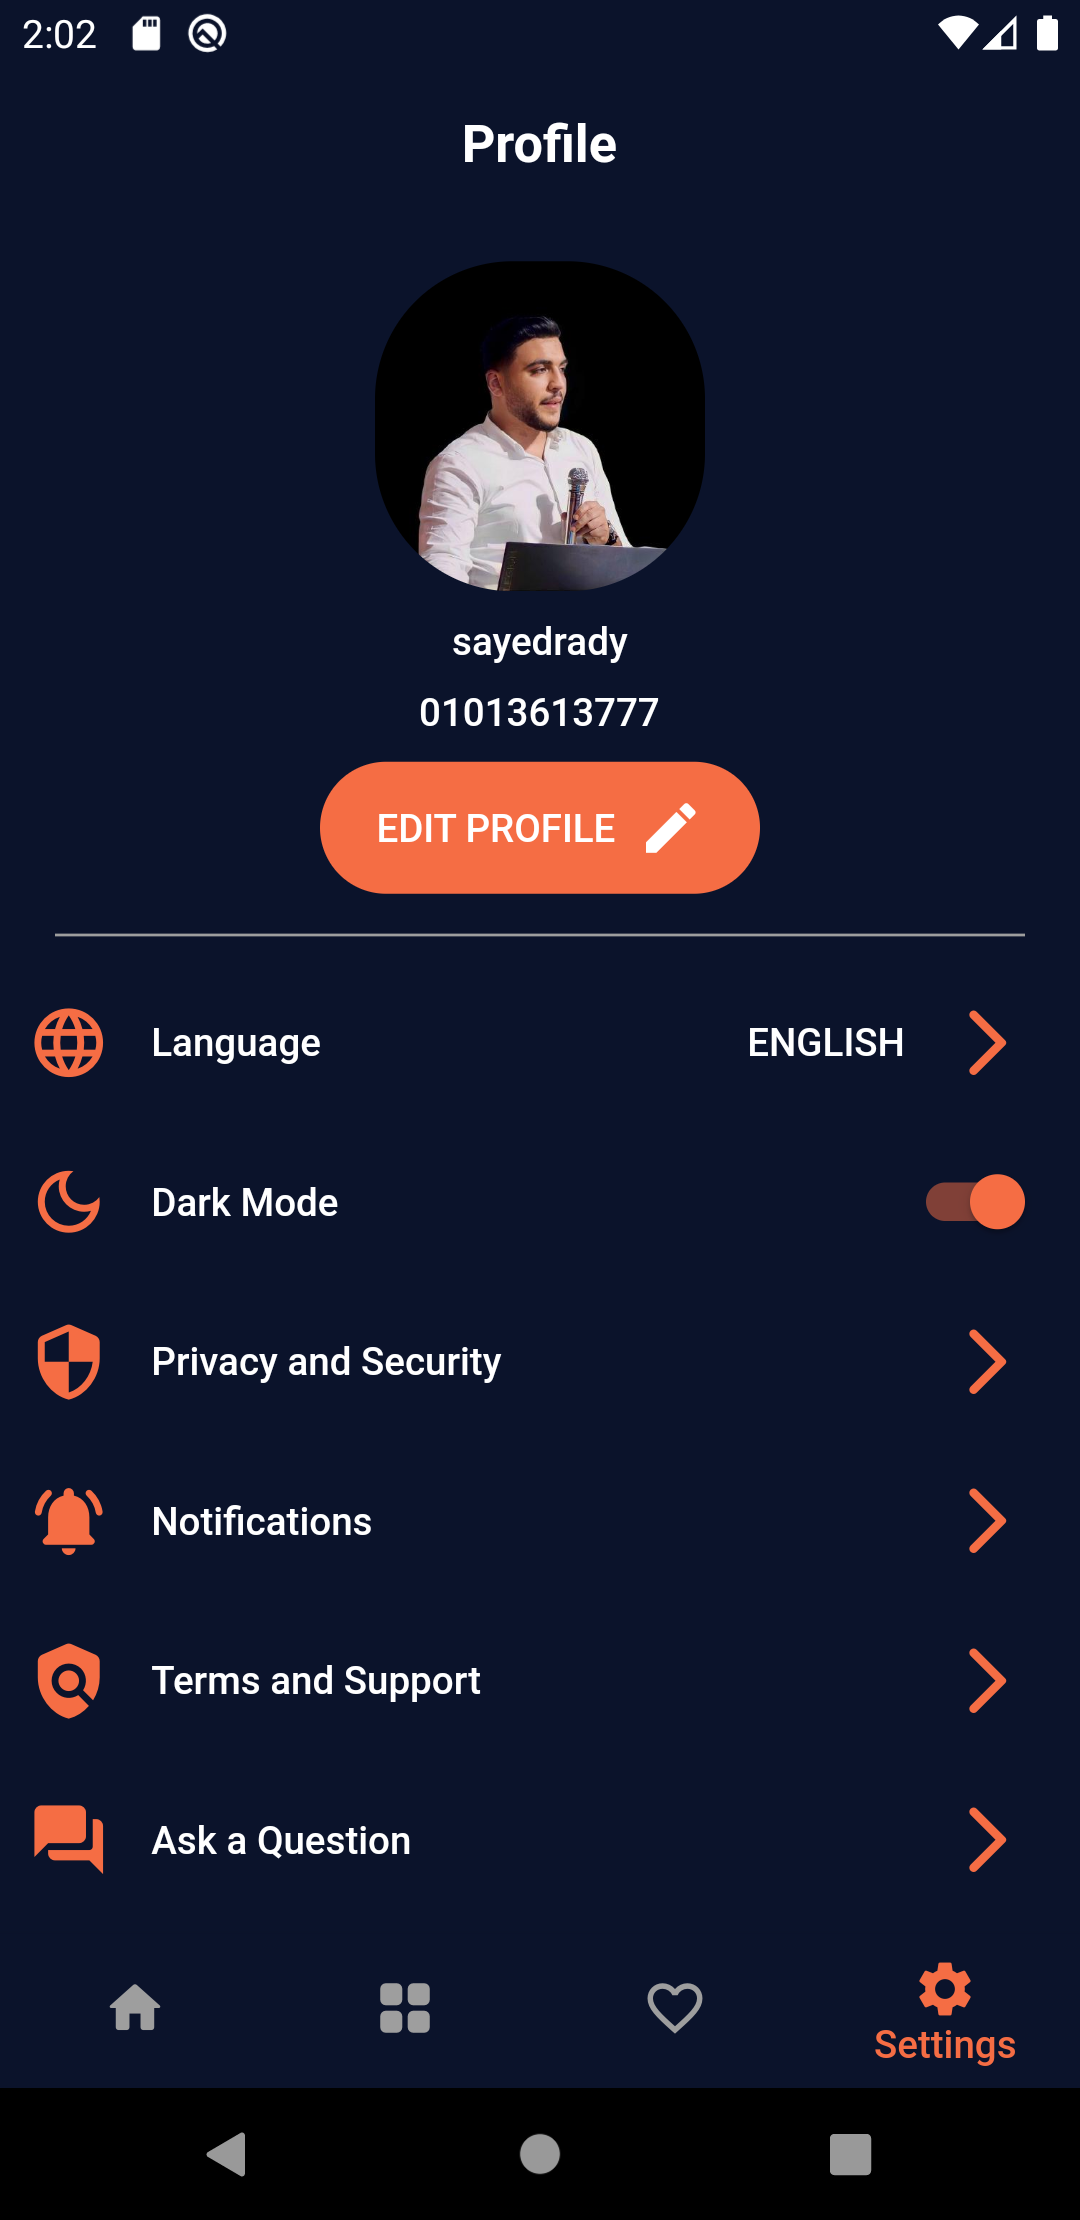 2:02
Profile
sayedrady
01013613777
EDIT PROFILE
Language ENGLISH
Dark Mode
Privacy and Security
Notifications
Terms and Support
Ask a Question
Settings